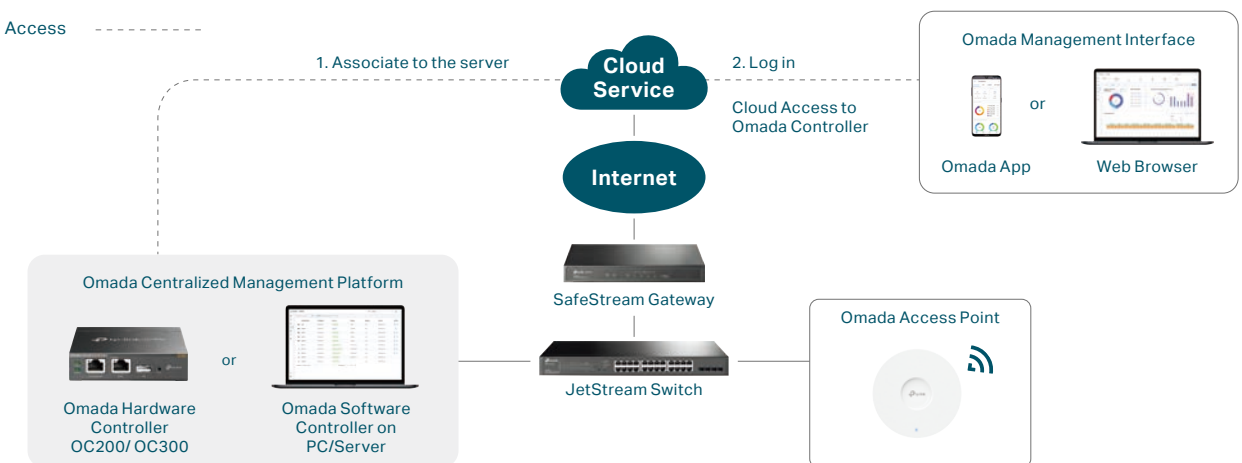 Access
1. Associate to the server
Cloud
Service
2. Log in
Cloud Access to
Omada Controller
Omada Management Interface
or
Omada App
Web Browser
Internet
SafeStream Gateway
Omada Centralized Management Platform
or
Omada Hardware
Controller
OC200/ OC300
Omada Software
Controller on
PC/Server
JetStream Switch
Omada Access Point
tp-link